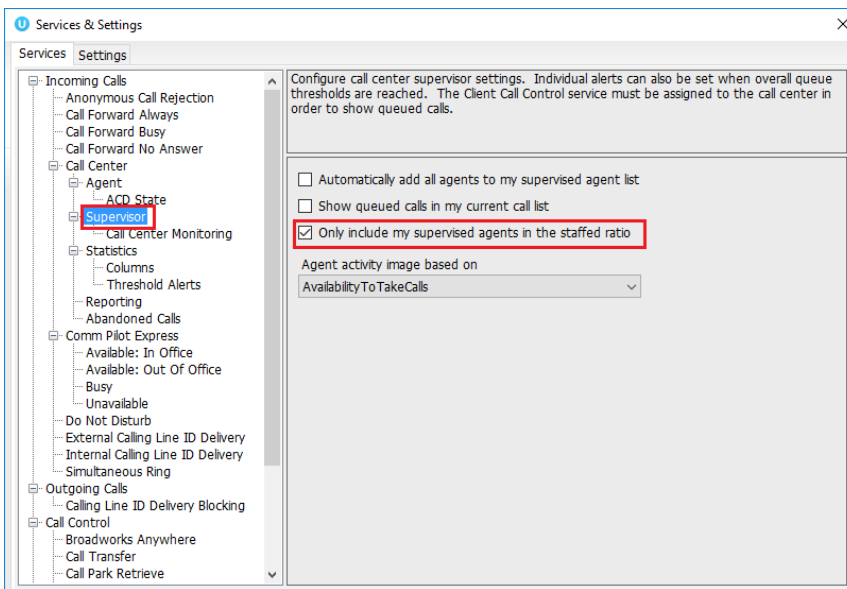 Services & Settings
Services
Settings
Incoming Calls
Anonymous Call Rejection
Call Forward Always
Call Forward Busy
Call Forward No Answer
Call Center
Agent
ACD State
Supervisor
Call Center Monitoring
Statistics
Columns
Threshold Alerts
Reporting
Abandoned Calls
Comm Pilot Express
Available: In Office
Available: Out Of Office
Busy
Unavailable
Do Not Disturb
External Calling Line ID Delivery
Internal Calling Line ID Delivery
Simultaneous Ring
Outgoing Calls
Calling Line ID Delivery Blocking
Call Control
Broadworks Anywhere
Call Transfer
Call Park Retrieve
Configure call center supervisor settings. Individual alerts can also be set when overall queue
thresholds are reached. The Client Call Control service must be assigned to the call center in
order to show queued calls.
Automatically add all agents to my supervised agent list
Show queued calls in my current call list
Only include my supervised agents in the staffed ratio
Agent activity image based on
AvailabilityToTakeCalls